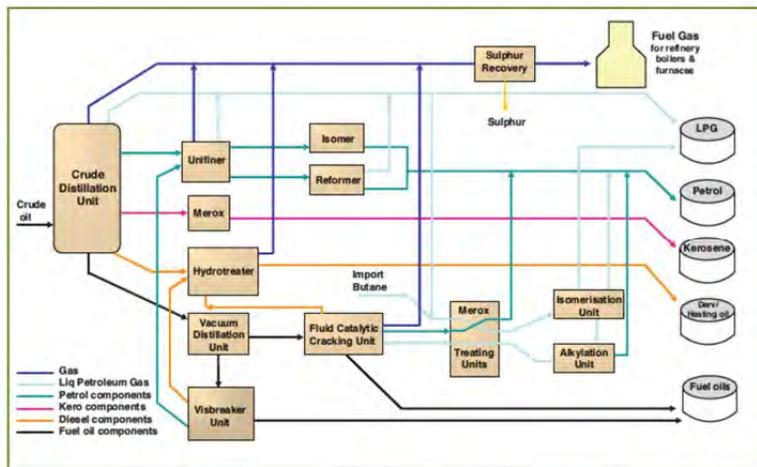 Fuel Gas
for refinery
boilers &
furnaces
Sulphur
Recovery
Sulphur
LPG
Isomer
Unifiner
Reformer
Crude
Distillation
Unit
Petrol
Crude
oil
Merox
Kerosene
Hydrotreater
Import
Butane
Derv/
Heating oil
Isomerisation
Unit
Merox
Treating
Units
Vacuum
Distillation
Unit
Fluid Catalytic
Cracking Unit
Alkylation
Unit
Fuel oils
Visbreaker
Unit
Gas
Liq Petroleum Gas
Petrol components
Kero components
Diesel components
Fuel oil components